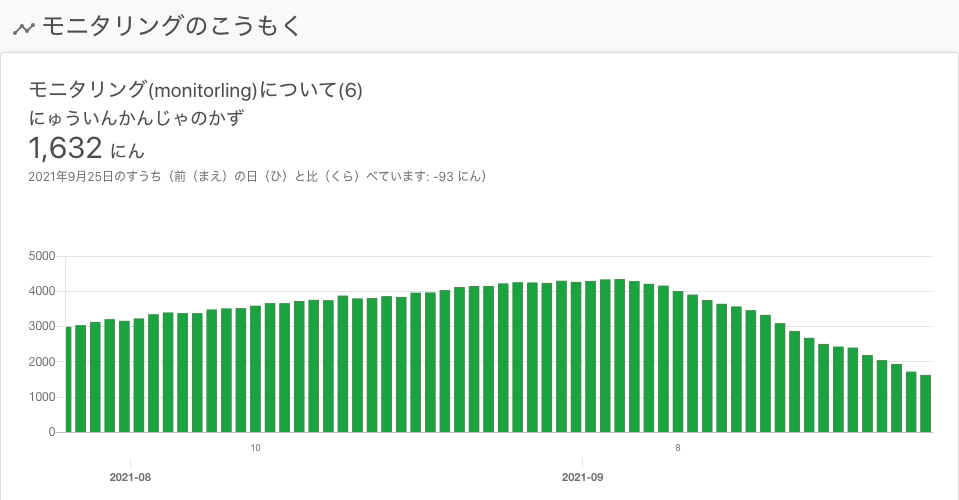 モニタリングのこうもく
モニタリング(monitorling)について(6)
にゅういんかんじゃのかず
1,632 にん
2021年9月25日のすうち（前（まえ）の日（ひ）と比（くら）べています: -93 にん）
5000
4000
3000
2000
1000
0
10 8
2021-08 2021-09